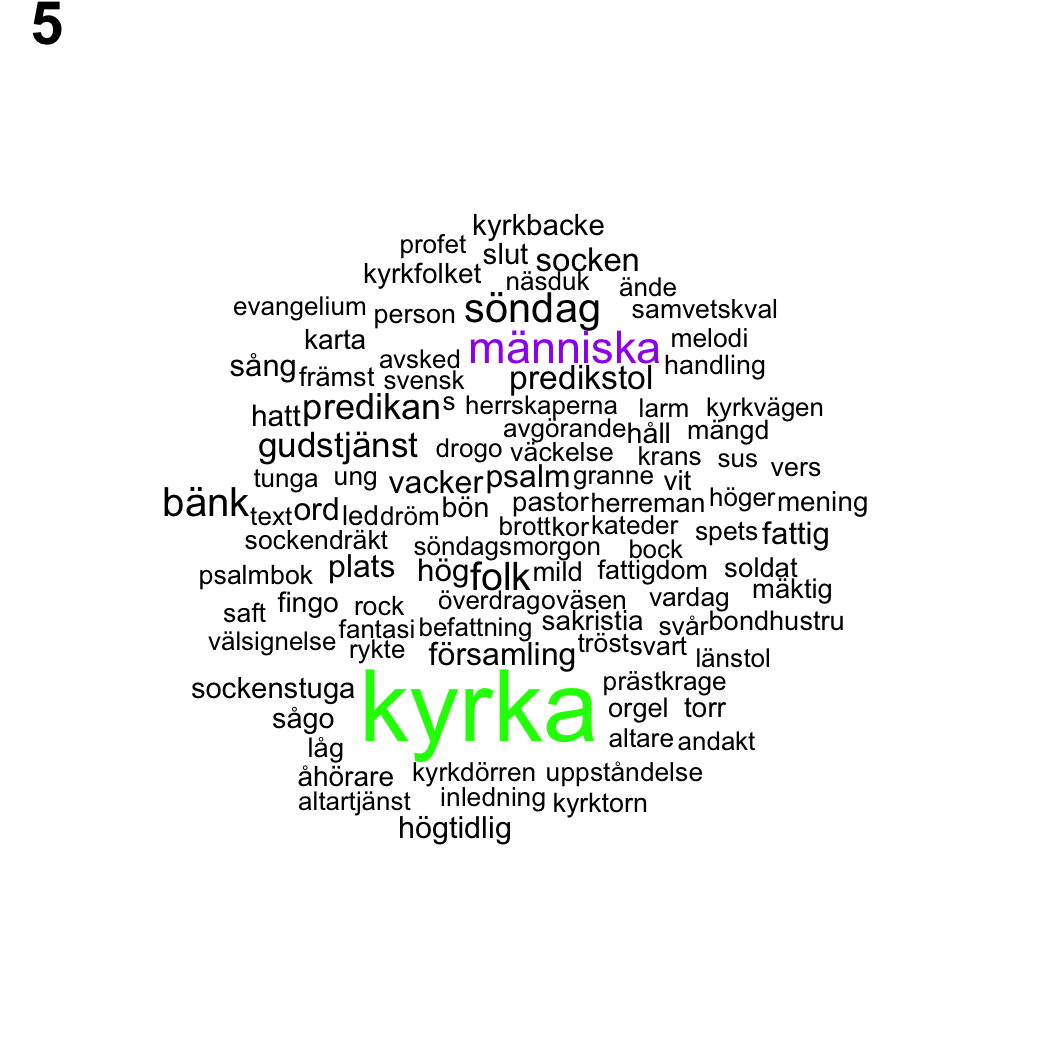 5
kyrkbacke
profet slut socken
kyrkfolket näsduk ände
evangelium person söndag samvetskval
karta människa melodi
sång främst avsked svensk predikstol handling
hatt predikans herrskaperna larm kyrkvägen
gudstjänst drogo avgörande väckelse håll mängd
krans sus vers
tunga ung vacker psalm granne vit
bänk text ord led dröm bön pastor herreman höger mening
sockendräkt söndagsmorgon brottkor kateder bock spets fattig
psalmbok plats hög folk mild fattigdom soldat mäktig
saft fingo rock överdragoväsen vardag
välsignelse fantasi befattning sakristia svår bondhustru
rykte församling tröst svart länstol
sockenstuga kyrka prästkrage
sågo orgel torr
låg altare andakt
åhörare kyrkdörren uppståndelse
altartjänst inledning kyrktorn
högtidlig